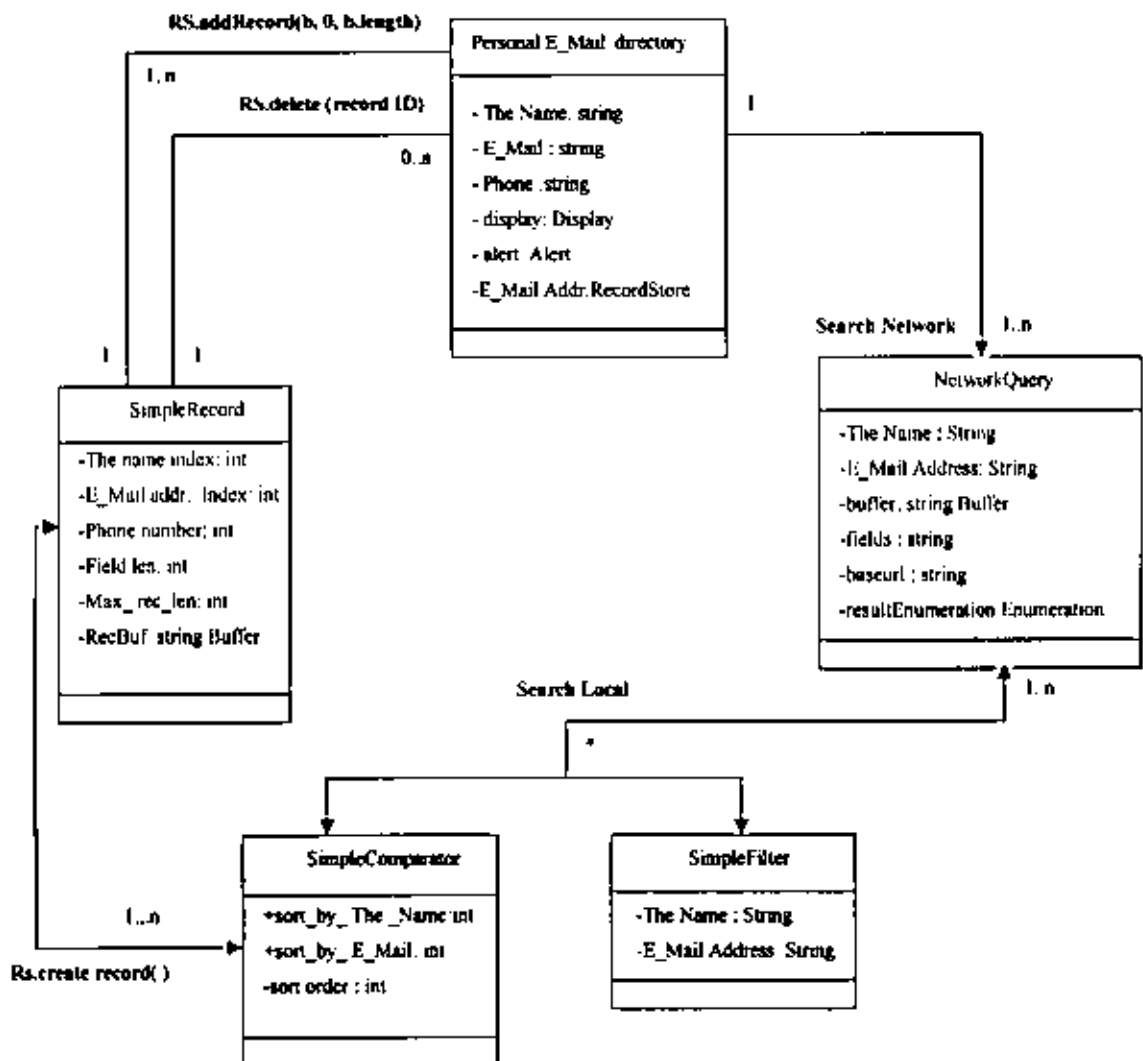 RS.addRecord(b, 0, b.length)
1, n
RS.delete (record ID)
0..n
Personal E_Mail directory
- The Name. string
- E_Mail : string
- Phone .string
- display: Display
- alert Alert
-E_Mail Addr.RecordStore
1
Search Network
1..n
1
1
SimpleRecord
-The name index: int
-E_Mail addr. Index: int
-Phone number; int
-Field len. int
-Max_ rec_len: int
-RecBuf string Buffer
NetworkQuery
-The Name : String
-E_Mail Address: String
-buffer, string Buffer
-fields : string
-baseurl ; string
-resultEnumeration Enumeration
Search Local
1. n
*
SimpleComparator
+sort_by_ The _Name int
+sort_by_ E_Mail. int
-sort order : int
1...n
Rs.create record( )
SimpleFilter
-The Name ; String
-E_Mail Address String